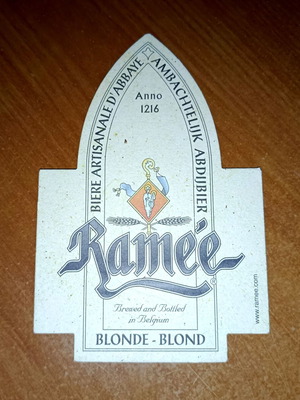 BIERE ARTISANALE D'ABBAYE
AMBACHTELIJK ABDIJBIER
Anno
1216
Ramée
Brewed and Bottled
in Belgium
BLONDE - BLOND
www.ramee.com